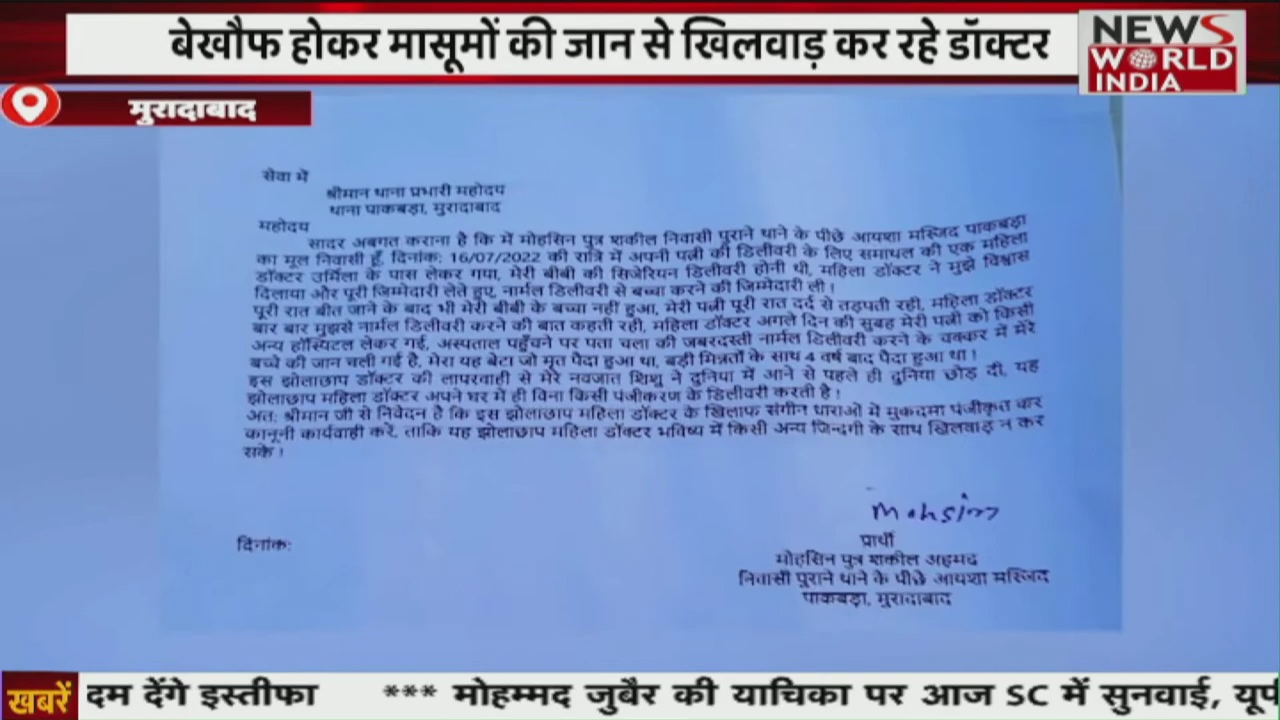 बेखौफ होकर मासूमों की जान से खिलवाड़ कर रहे डॉक्टर
NEWS
WORLD
INDIA
मुरादाबाद
सेवा में
श्रीमान थाना प्रभारी महोदय
थाना पाकबड़ा, मुरादाबाद
महोदय
सादर अवगत कराना है कि में मोहसिन पुत्र शकील निवासी पुराने थाने के पीछे आयशा मस्जिद पाकबड़ा
का मूल निवासी हूँ, दिनांक: 16/07/2022 की रात्रि में अपनी पत्नी की डिलीवरी के लिए समाथल की एक महिला
डॉक्टर उर्मिला के पास लेकर गया, मेरी बीबी की सिजेरियन डिलीवरी होनी थी, महिला डॉक्टर ने मुझे विश्वास
दिलाया और पूरी जिम्मेदारी लेते हुए, नार्मल डिलीवरी से बच्चा करने की जिम्मेदारी ली।
पूरी रात बीत जाने के बाद भी मेरी बीबी के बच्चा नहीं हुआ, मेरी पत्नी पूरी रात दर्द से तड़पती रही, महिला डॉक्टर
बार बार मुझसे नार्मल डिलीवरी करने की बात कहती रही, महिला डॉक्टर अगले दिन की सुबह मेरी पत्नी को किसी
अन्य हॉस्पिटल लेकर गई, अस्पताल पहुँचने पर पता चला की जबरदस्ती नार्मल डिलीवरी करने के चक्कर में मेरे
बच्चे की जान चली गई है, मेरा यह बेटा जो मृत पैदा हुआ था, बड़ी मिन्नतों के साथ 4 वर्ष बाद पैदा हुआ था।
इस झोलाछाप डॉक्टर की लापरवाही से मेरे नवजात शिशु ने दुनिया में आने से पहले ही दुनिया छोड़ दी, यह
झोलाछाप महिला डॉक्टर अपने घर में ही विना किसी पंजीकरण के डिलीवरी करती है।
अत: श्रीमान जी से निवेदन है कि इस झोलाछाप महिला डॉक्टर के खिलाफ संगीन धाराओं में मुकदमा पंजीकृत कर
कानूनी कार्यवाही करें, ताकि यह झोलाछाप महिला डॉक्टर भविष्य में किसी अन्य जिन्दगी के साथ खिलवाड़ न कर
सके।
Mohsin
दिनांक:
प्रार्थी
मोहसिन पुत्र शकील अहमद
निवासी पुराने थाने के पीछे आयशा मस्जिद
पाकबड़ा, मुरादाबाद
खबरें दम देंगे इस्तीफा *** मोहम्मद जुबैर की याचिका पर आज SC में सुनवाई, यूपी